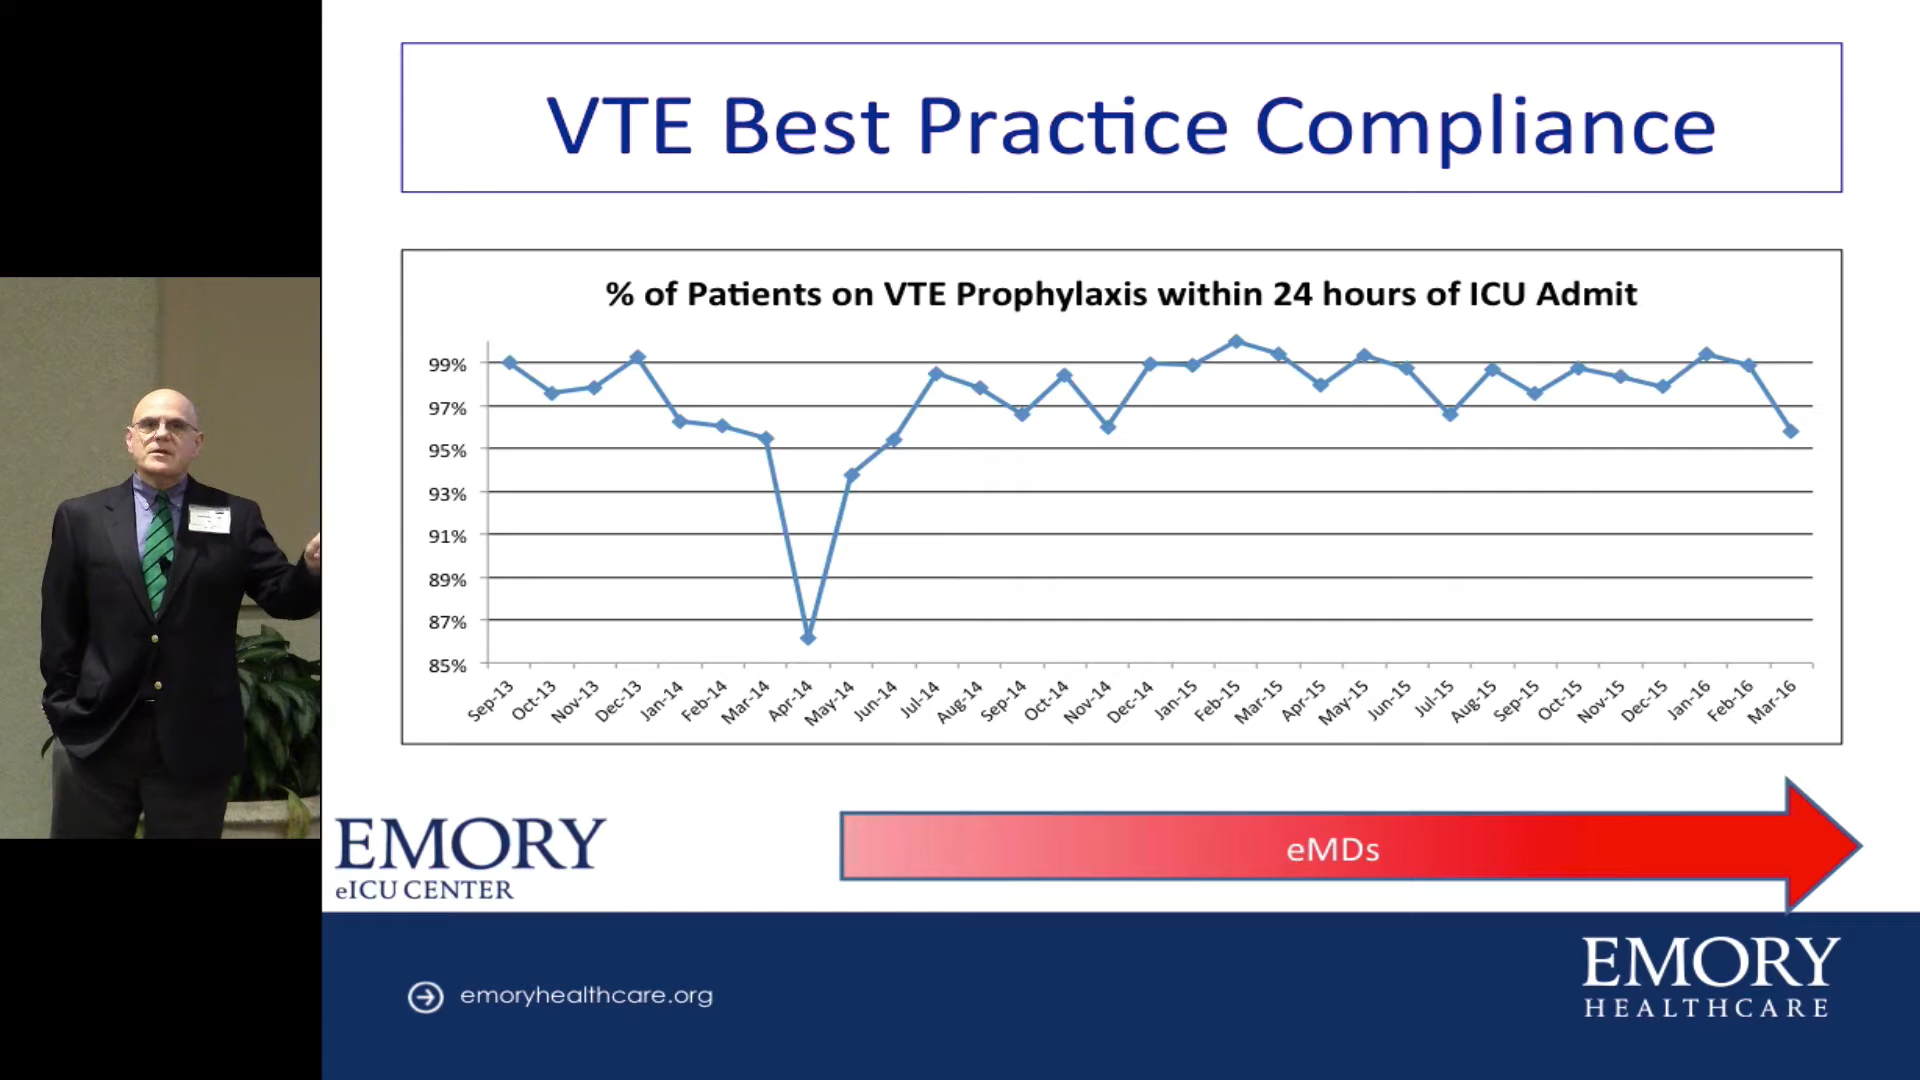 VTE Best Practice Compliance
% of Patients on VTE Prophylaxis within 24 hours of ICU Admit
99%
97%
95%
93%
91%
89%
87%
85%
Sep-13
Oct-13
Nov-13
Dec-13
Jan-14
Feb-14
Mar-14
Apr-14
May-14
Jun-14
Jul-14
Aug-14
Sep-14
Oct-14
Nov-14
Dec-14
Jan-15
Feb-15
Mar-15
Apr-15
May-15
Jun-15
Jul-15
Aug-15
Sep-15
Oct-15
Nov-15
Dec-15
Jan-16
Feb-16
Mar-16
EMORY
eICU CENTER
eMDs
emoryhealthcare.org
EMORY
HEALTHCARE